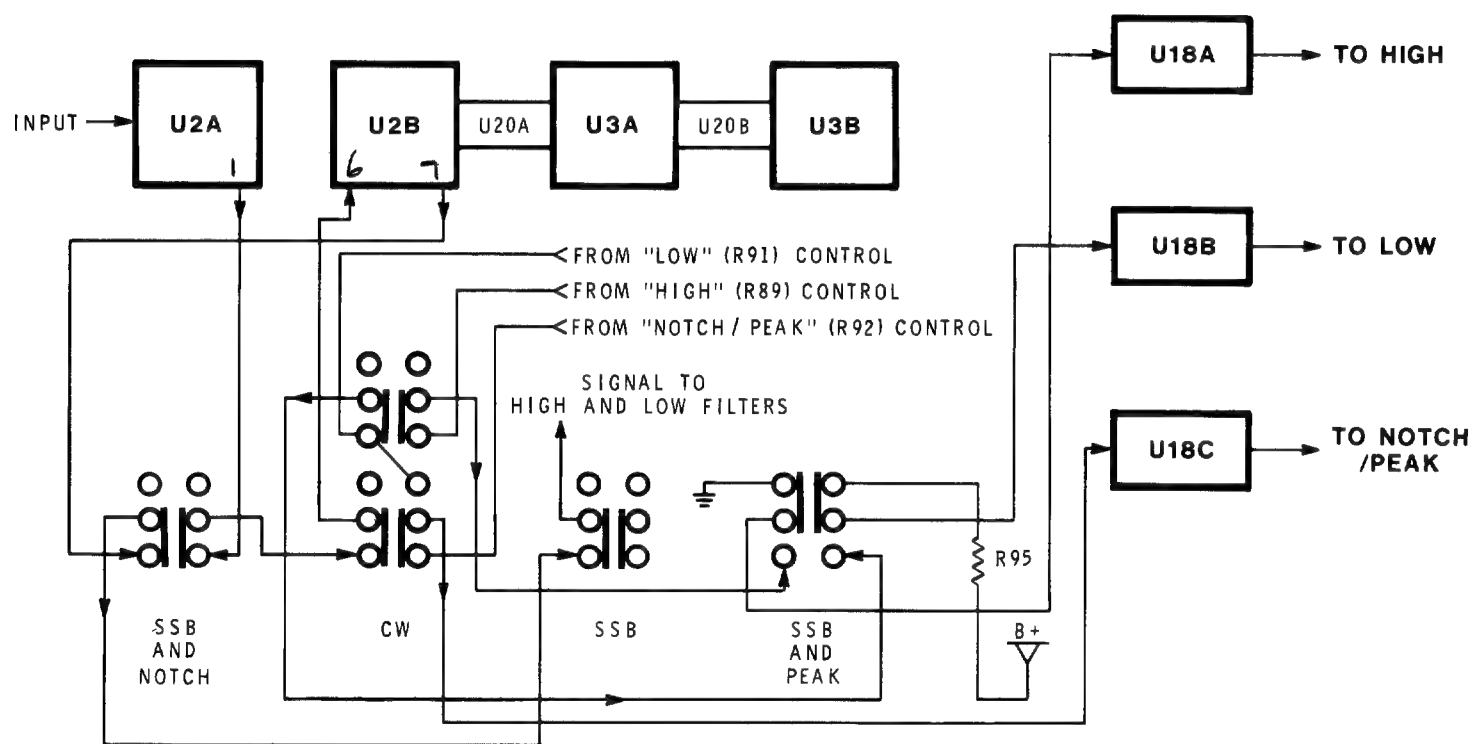 U18A
TO HIGH
INPUT
U2A
U2B
U20A
U3A
U20B
U3B
1
6
7
U18B
TO LOW
FROM "LOW" (R91) CONTROL
FROM "HIGH" (R89) CONTROL
FROM "NOTCH / PEAK" (R92) CONTROL
SIGNAL TO
HIGH AND LOW FILTERS
U18C
TO NOTCH
/PEAK
R95
SSB
AND
NOTCH
CW
SSB
SSB
AND
PEAK
B+